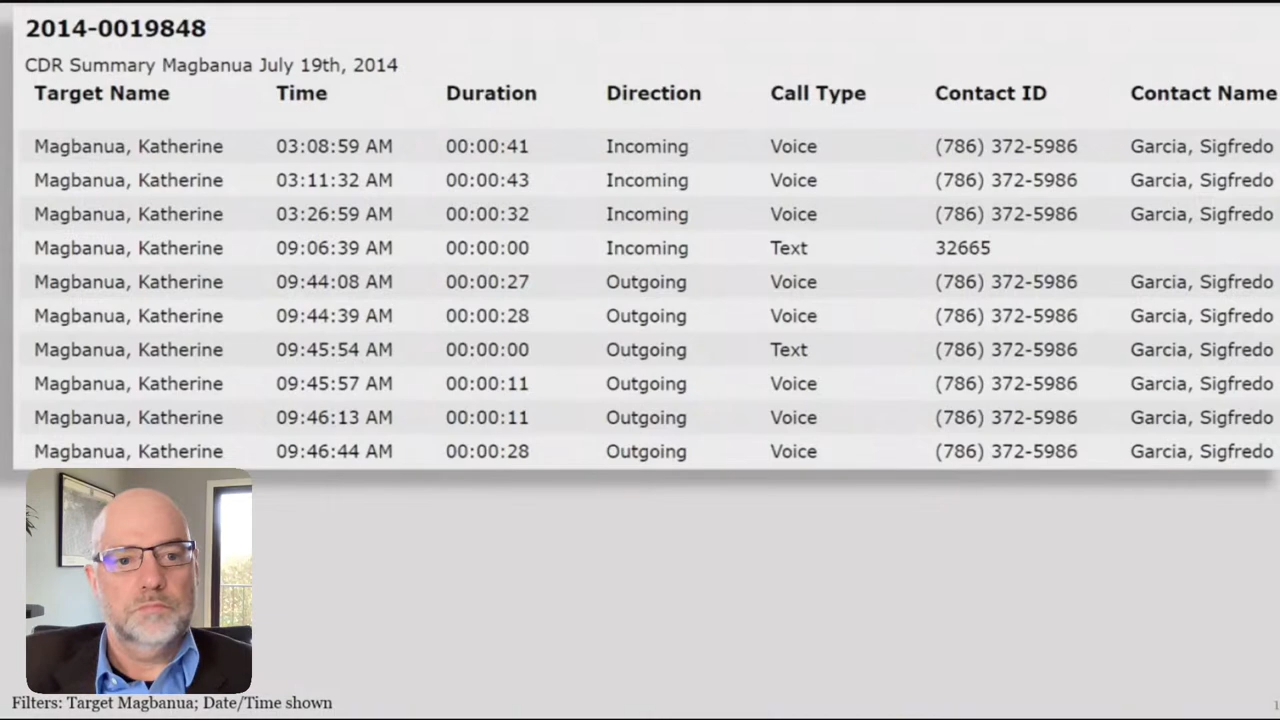 2014-0019848
CDR Summary Magbanua July 19th, 2014
Target Name Time Duration Direction Call Type Contact ID Contact Name
Magbanua, Katherine 03:08:59 AM 00:00:41 Incoming Voice (786) 372-5986 Garcia, Sigfredo
Magbanua, Katherine 03:11:32 AM 00:00:43 Incoming Voice (786) 372-5986 Garcia, Sigfredo
Magbanua, Katherine 03:26:59 AM 00:00:32 Incoming Voice (786) 372-5986 Garcia, Sigfredo
Magbanua, Katherine 09:06:39 AM 00:00:00 Incoming Text 32665
Magbanua, Katherine 09:44:08 AM 00:00:27 Outgoing Voice (786) 372-5986 Garcia, Sigfredo
Magbanua, Katherine 09:44:39 AM 00:00:28 Outgoing Voice (786) 372-5986 Garcia, Sigfredo
Magbanua, Katherine 09:45:54 AM 00:00:00 Outgoing Text (786) 372-5986 Garcia, Sigfredo
Magbanua, Katherine 09:45:57 AM 00:00:11 Outgoing Voice (786) 372-5986 Garcia, Sigfredo
Magbanua, Katherine 09:46:13 AM 00:00:11 Outgoing Voice (786) 372-5986 Garcia, Sigfredo
Magbanua, Katherine 09:46:44 AM 00:00:28 Outgoing Voice (786) 372-5986 Garcia, Sigfredo
Filters: Target Magbanua; Date/Time shown